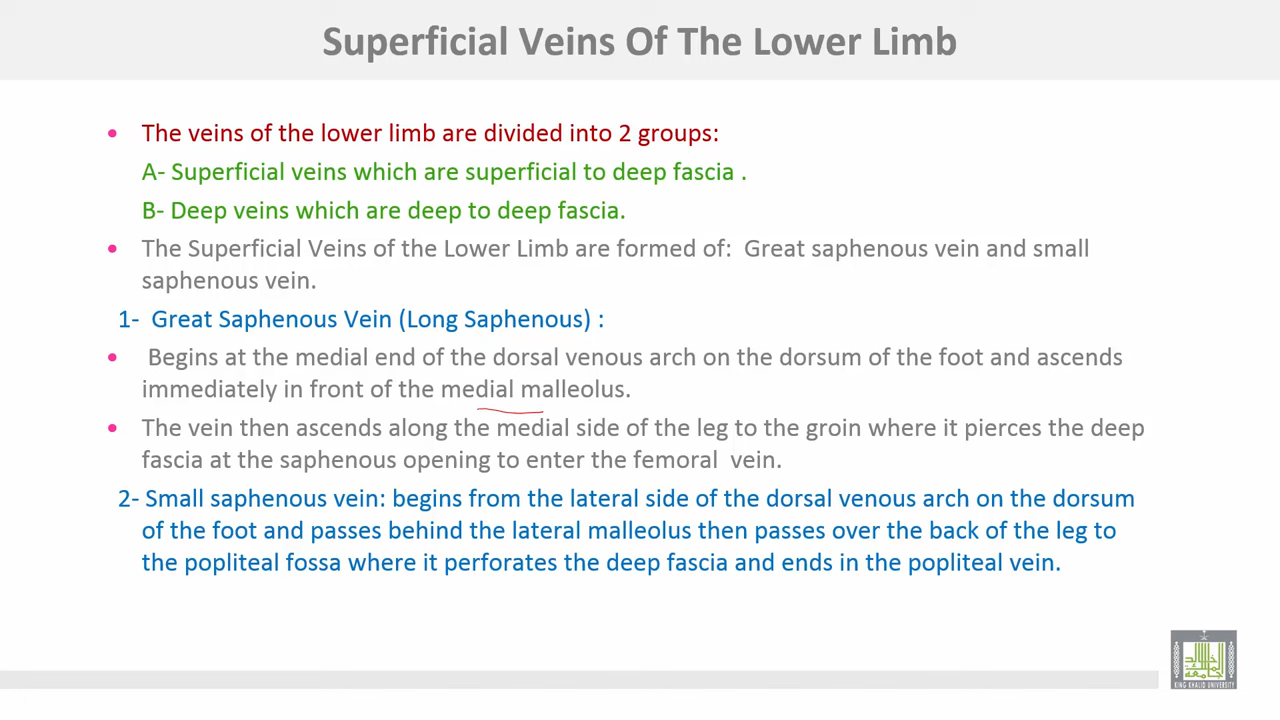 Superficial Veins Of The Lower Limb
• The veins of the lower limb are divided into 2 groups:
A- Superficial veins which are superficial to deep fascia .
B- Deep veins which are deep to deep fascia.
• The Superficial Veins of the Lower Limb are formed of: Great saphenous vein and small
saphenous vein.
1- Great Saphenous Vein (Long Saphenous) :
• Begins at the medial end of the dorsal venous arch on the dorsum of the foot and ascends
immediately in front of the medial malleolus.
• The vein then ascends along the medial side of the leg to the groin where it pierces the deep
fascia at the saphenous opening to enter the femoral vein.
2- Small saphenous vein: begins from the lateral side of the dorsal venous arch on the dorsum
of the foot and passes behind the lateral malleolus then passes over the back of the leg to
the popliteal fossa where it perforates the deep fascia and ends in the popliteal vein.
KING KHALID UNIVERSITY